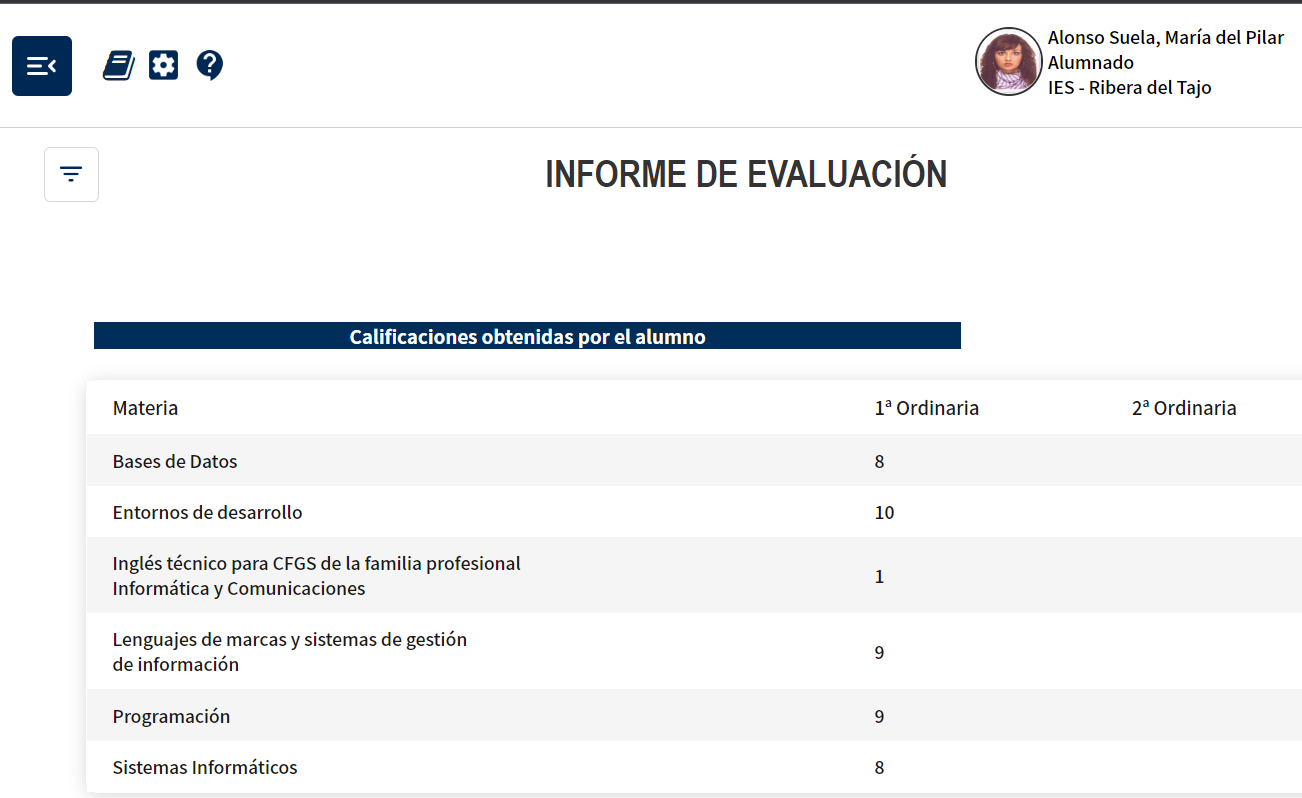 Alonso Suela, María del Pilar
Alumnado
IES - Ribera del Tajo
INFORME DE EVALUACIÓN
Calificaciones obtenidas por el alumno
Materia 1ª Ordinaria 2ª Ordinaria
Bases de Datos 8
Entornos de desarrollo 10
Inglés técnico para CFGS de la familia profesional
Informática y Comunicaciones 1
Lenguajes de marcas y sistemas de gestión
de información 9
Programación 9
Sistemas Informáticos 8